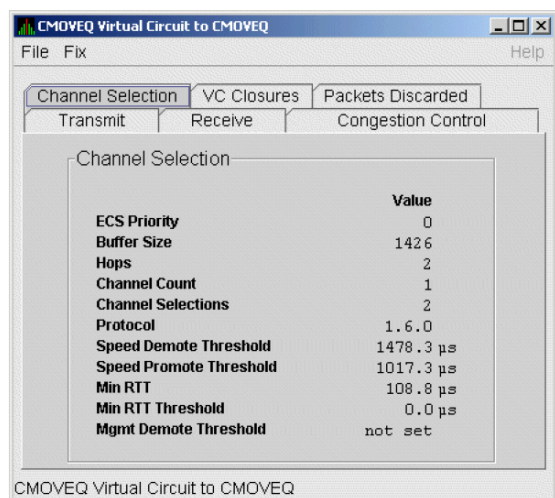 CMOVEQ Virtual Circuit to CMOVEQ
File Fix Help
Channel Selection VC Closures Packets Discarded
Transmit Receive Congestion Control
Channel Selection
Value
ECS Priority 0
Buffer Size 1426
Hops 2
Channel Count 1
Channel Selections 2
Protocol 1.6.0
Speed Demote Threshold 1478.3 µs
Speed Promote Threshold 1017.3 µs
Min RTT 108.8 µs
Min RTT Threshold 0.0 µs
Mgmt Demote Threshold not set
CMOVEQ Virtual Circuit to CMOVEQ